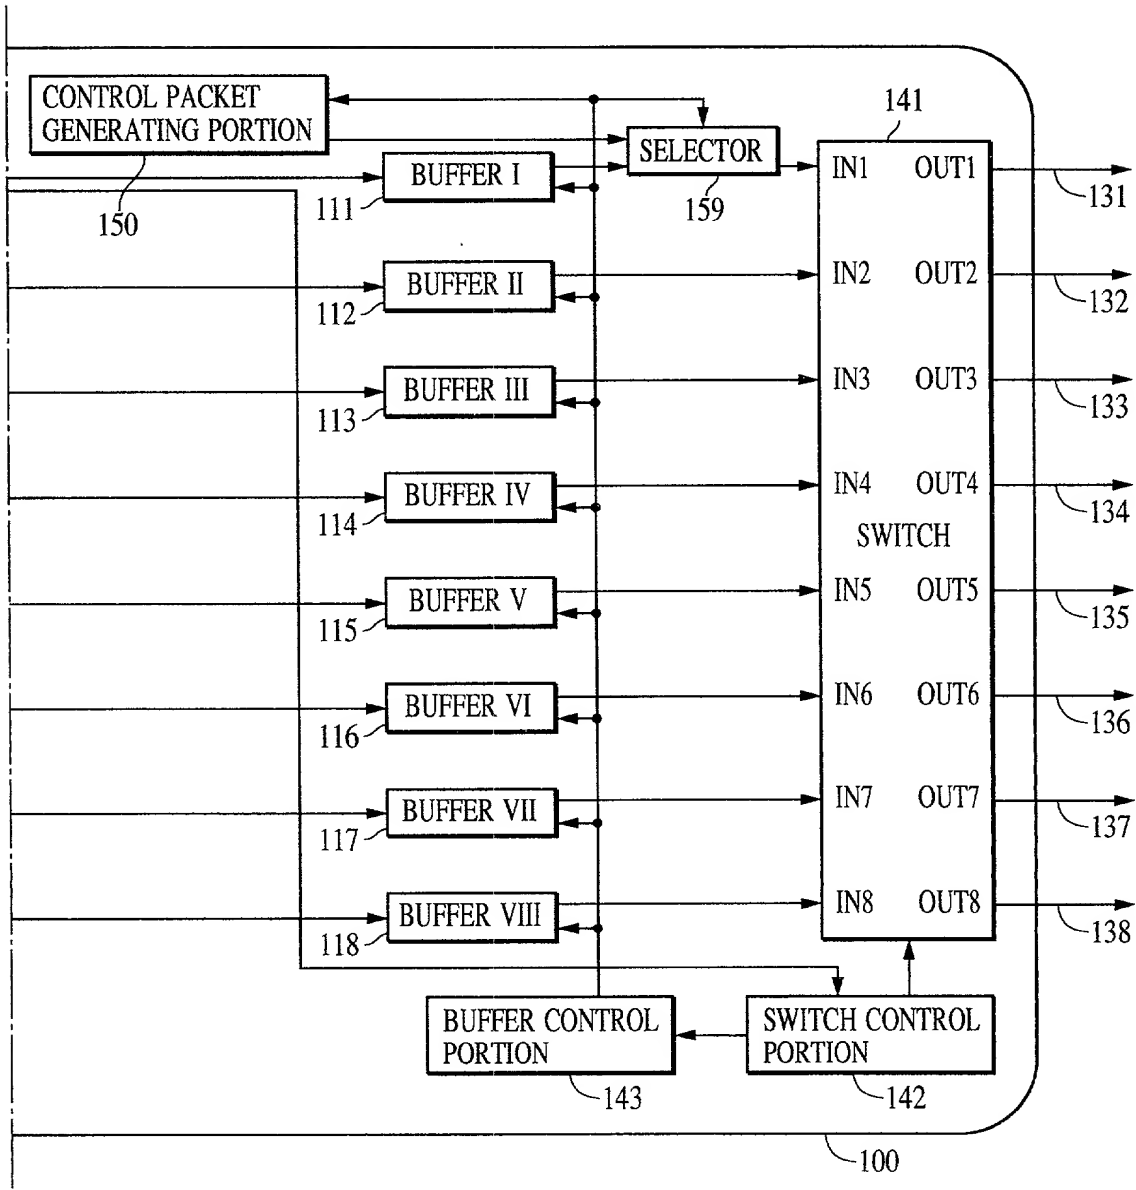 CONTROL PACKET
GENERATING PORTION
150
BUFFER I
111
SELECTOR
159
141
IN1 OUT1
131
BUFFER II
112
IN2 OUT2
132
BUFFER III
113
IN3 OUT3
133
BUFFER IV
114
IN4 OUT4
134
SWITCH
BUFFER V
115
IN5 OUT5
135
BUFFER VI
116
IN6 OUT6
136
BUFFER VII
117
IN7 OUT7
137
BUFFER VIII
118
IN8 OUT8
138
BUFFER CONTROL
PORTION
143
SWITCH CONTROL
PORTION
142
100